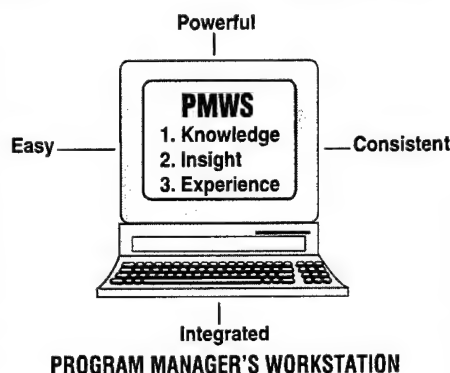 Powerful
PMWS
1. Knowledge
Easy
2. Insight
Consistent
3. Experience
Integrated
PROGRAM MANAGER'S WORKSTATION